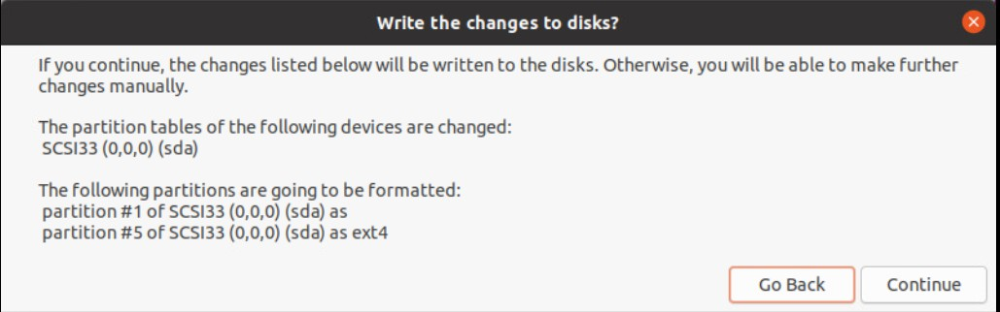 Write the changes to disks?
If you continue, the changes listed below will be written to the disks. Otherwise, you will be able to make further
changes manually.
The partition tables of the following devices are changed:
SCSI33 (0,0,0) (sda)
The following partitions are going to be formatted:
partition #1 of SCSI33 (0,0,0) (sda) as
partition #5 of SCSI33 (0,0,0) (sda) as ext4
Go Back
Continue